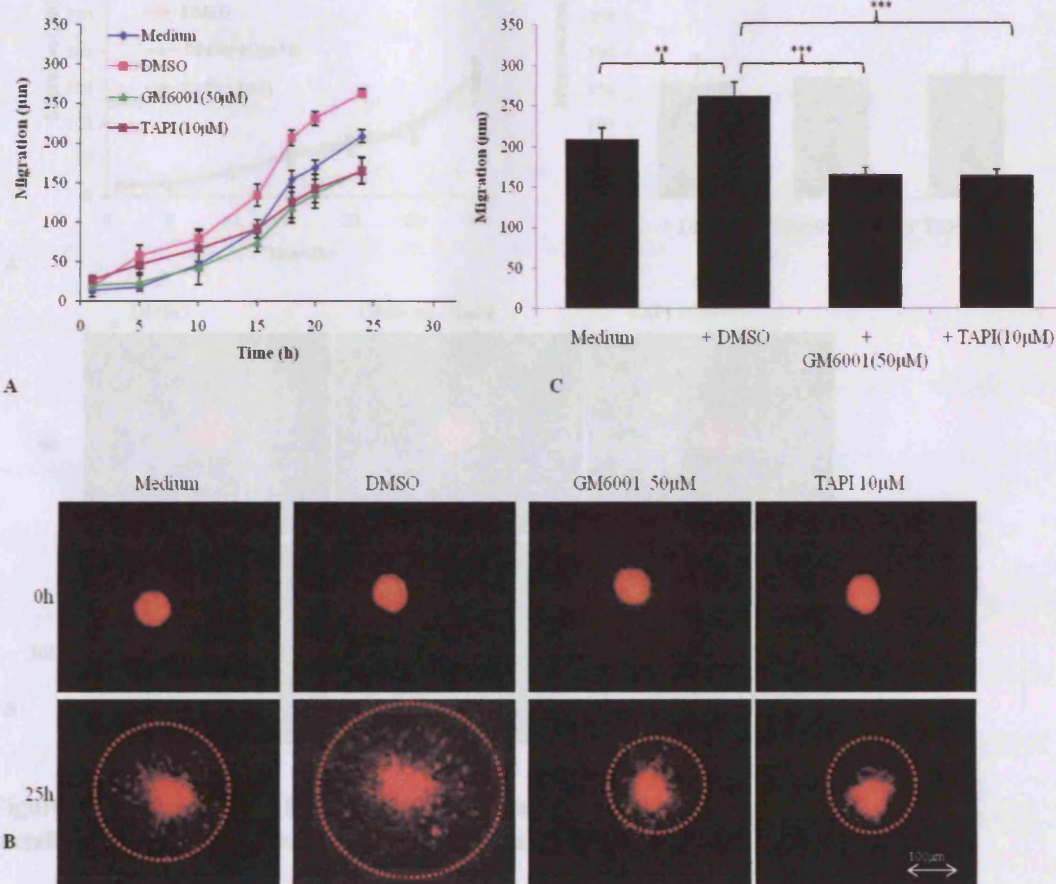 350
300
250
200
150
100
50
0
Migration (µm)
Medium
DMSO
GM6001(50µM)
TAPI(10µM)
0 5 10 15 20 25 30
Time (h)
A
350
300
250
200
150
100
50
0
Migration (µm)
**
***
***
Medium
+ DMSO
+
GM6001(50µM)
+ TAPI(10µM)
C
Medium DMSO GM6001 50µM TAPI 10µM
0h
25h
B
100µm